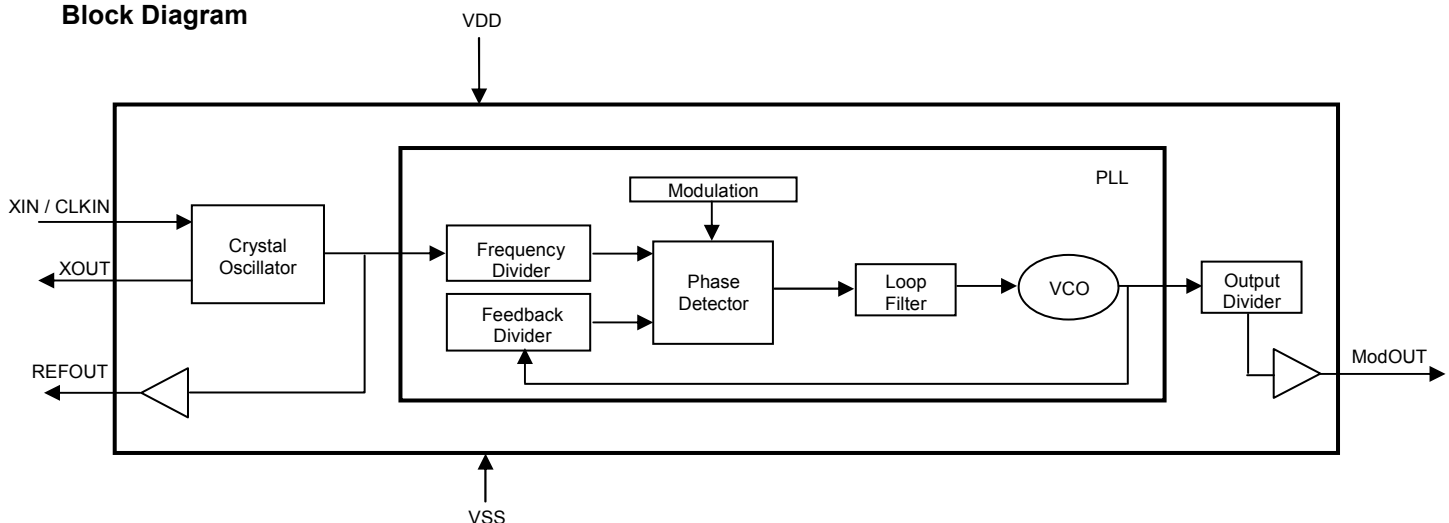 Block Diagram
VDD
PLL
Modulation
XIN / CLKIN
Crystal
Oscillator
XOUT
Frequency
Divider
Feedback
Divider
Phase
Detector
Loop
Filter
VCO
Output
Divider
REFOUT
ModOUT
VSS